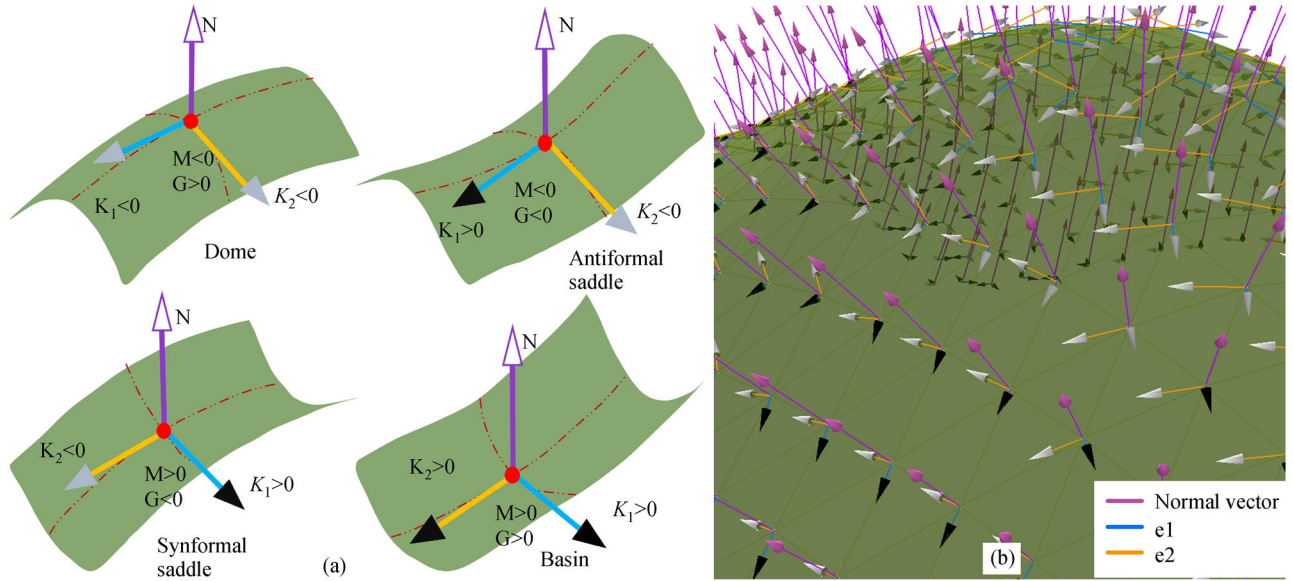 N
M<0
G>0
K₁<0
K₂<0
Dome
N
M<0
G<0
K₁>0
K₂<0
Antiformal
saddle
N
K₂<0
M>0
G<0
K₁>0
Synformal
saddle
N
K₂>0
M>0
G>0
K₁>0
Basin
(a)
Normal vector
e1
e2
(b)